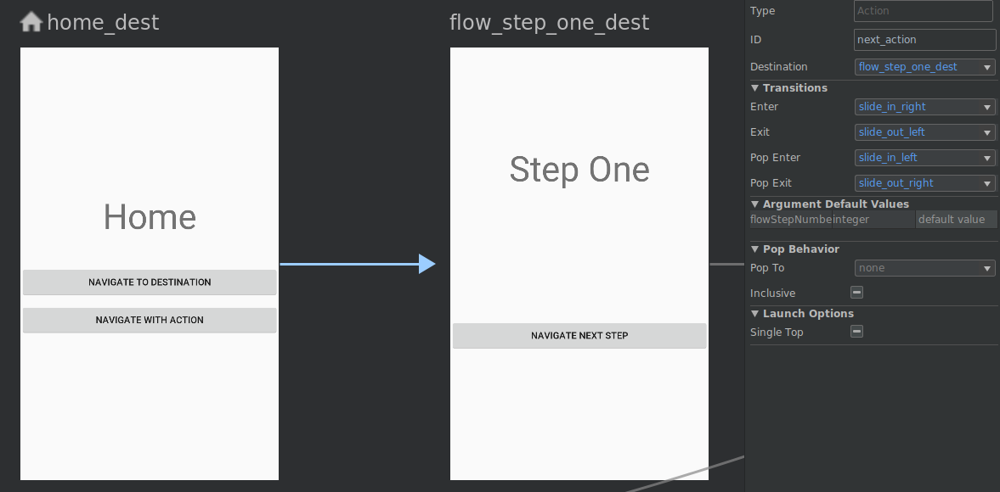 home_dest
Home
NAVIGATE TO DESTINATION
NAVIGATE WITH ACTION
flow_step_one_dest
Step One
NAVIGATE NEXT STEP
Type Action
ID next_action
Destination flow_step_one_dest
Transitions
Enter slide_in_right
Exit slide_out_left
Pop Enter slide_in_left
Pop Exit slide_out_right
Argument Default Values
flowStepNumbe integer default value
Pop Behavior
Pop To none
Inclusive
Launch Options
Single Top